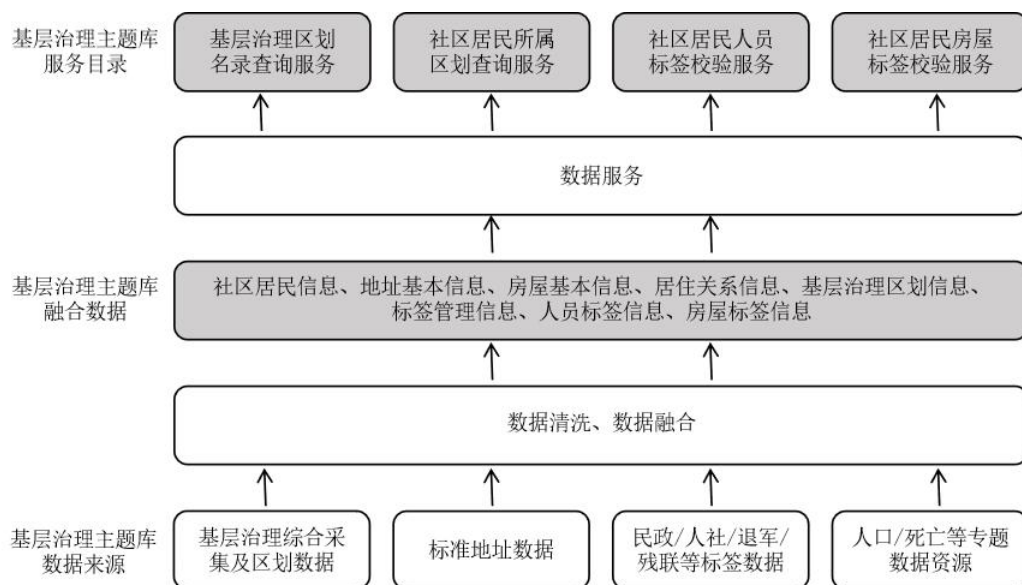 基层治理主题库
服务目录
基层治理区划
名录查询服务
社区居民所属
区划查询服务
社区居民人员
标签校验服务
社区居民房屋
标签校验服务
数据服务
基层治理主题库
融合数据
社区居民信息、地址基本信息、房屋基本信息、居住关系信息、基层治理区划信息、
标签管理信息、人员标签信息、房屋标签信息
数据清洗、数据融合
基层治理主题库
数据来源
基层治理综合采
集及区划数据
标准地址数据
民政/人社/退军/
残联等标签数据
人口/死亡等专题
数据资源